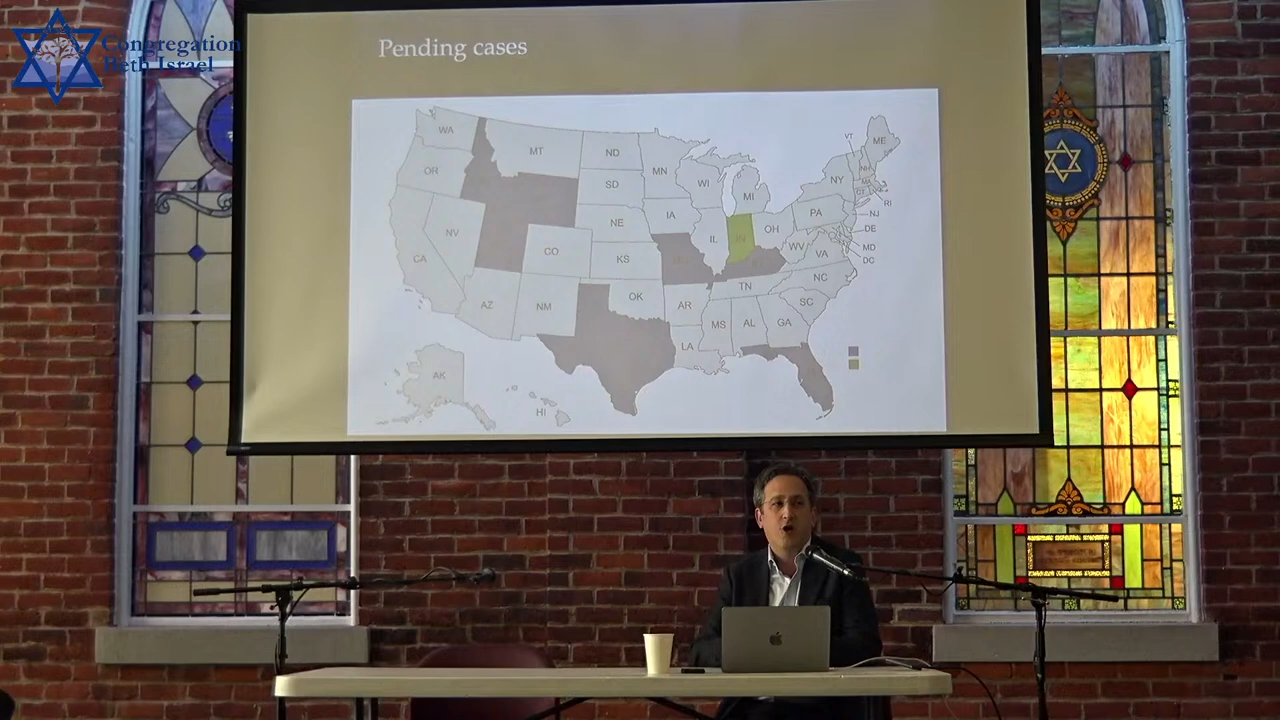 Congregation
Beth Israel
Pending cases
WA
MT
ND
MN
ME
VT
NH
OR
SD
WI
MI
NY
MA
CT
RI
NV
NE
IA
IL
IN
OH
PA
NJ
DE
MD
DC
CA
CO
KS
WV
VA
AZ
NM
OK
AR
TN
NC
SC
MS
AL
GA
LA
AK
HI